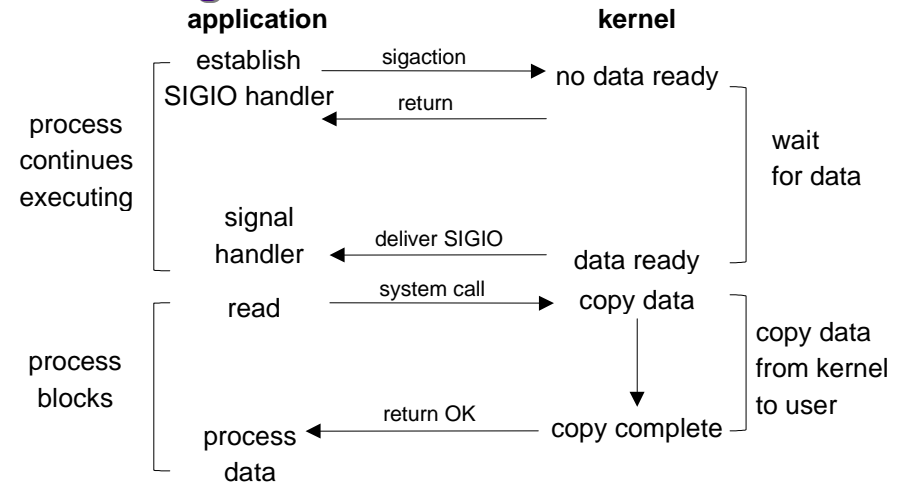 application
kernel
establish
SIGIO handler
sigaction
no data ready
return
process
continues
executing
wait
for data
signal
handler
deliver SIGIO
data ready
read
system call
copy data
process
blocks
copy data
from kernel
to user
return OK
copy complete
process
data